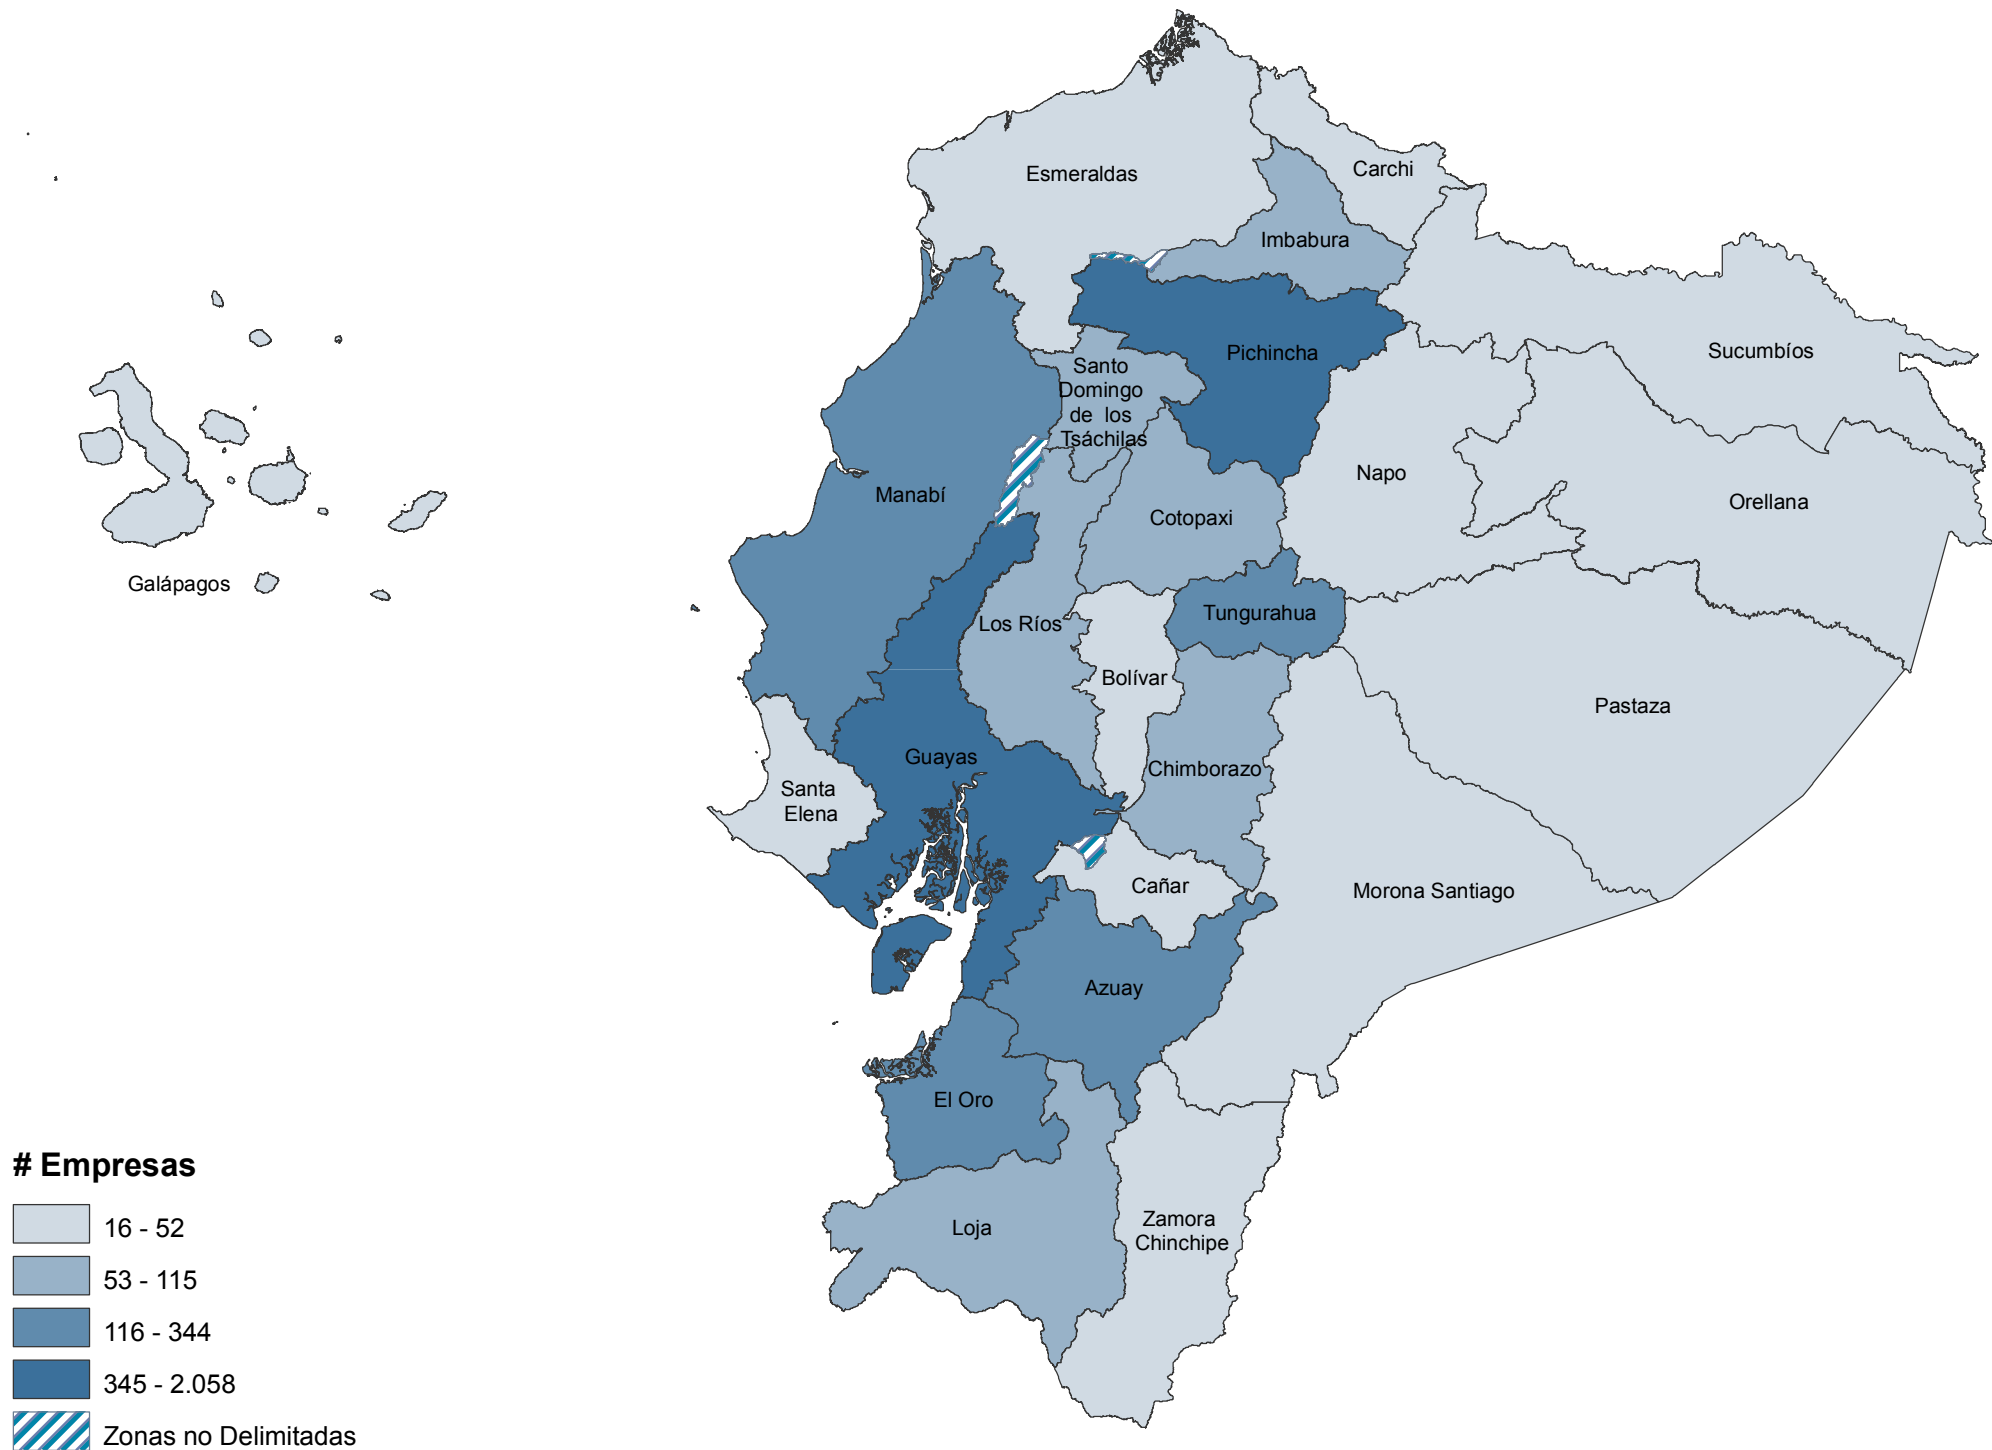 Esmeraldas
Carchi
Imbabura
Pichincha
Sucumbíos
Santo
Domingo
de los
Tsáchilas
Napo
Manabí
Cotopaxi
Orellana
Galápagos
Tungurahua
Los Ríos
Bolívar
Pastaza
Guayas
Chimborazo
Santa
Elena
Cañar
Morona Santiago
Azuay
El Oro
Loja
Zamora
Chinchipe
# Empresas
16 - 52
53 - 115
116 - 344
345 - 2.058
Zonas no Delimitadas